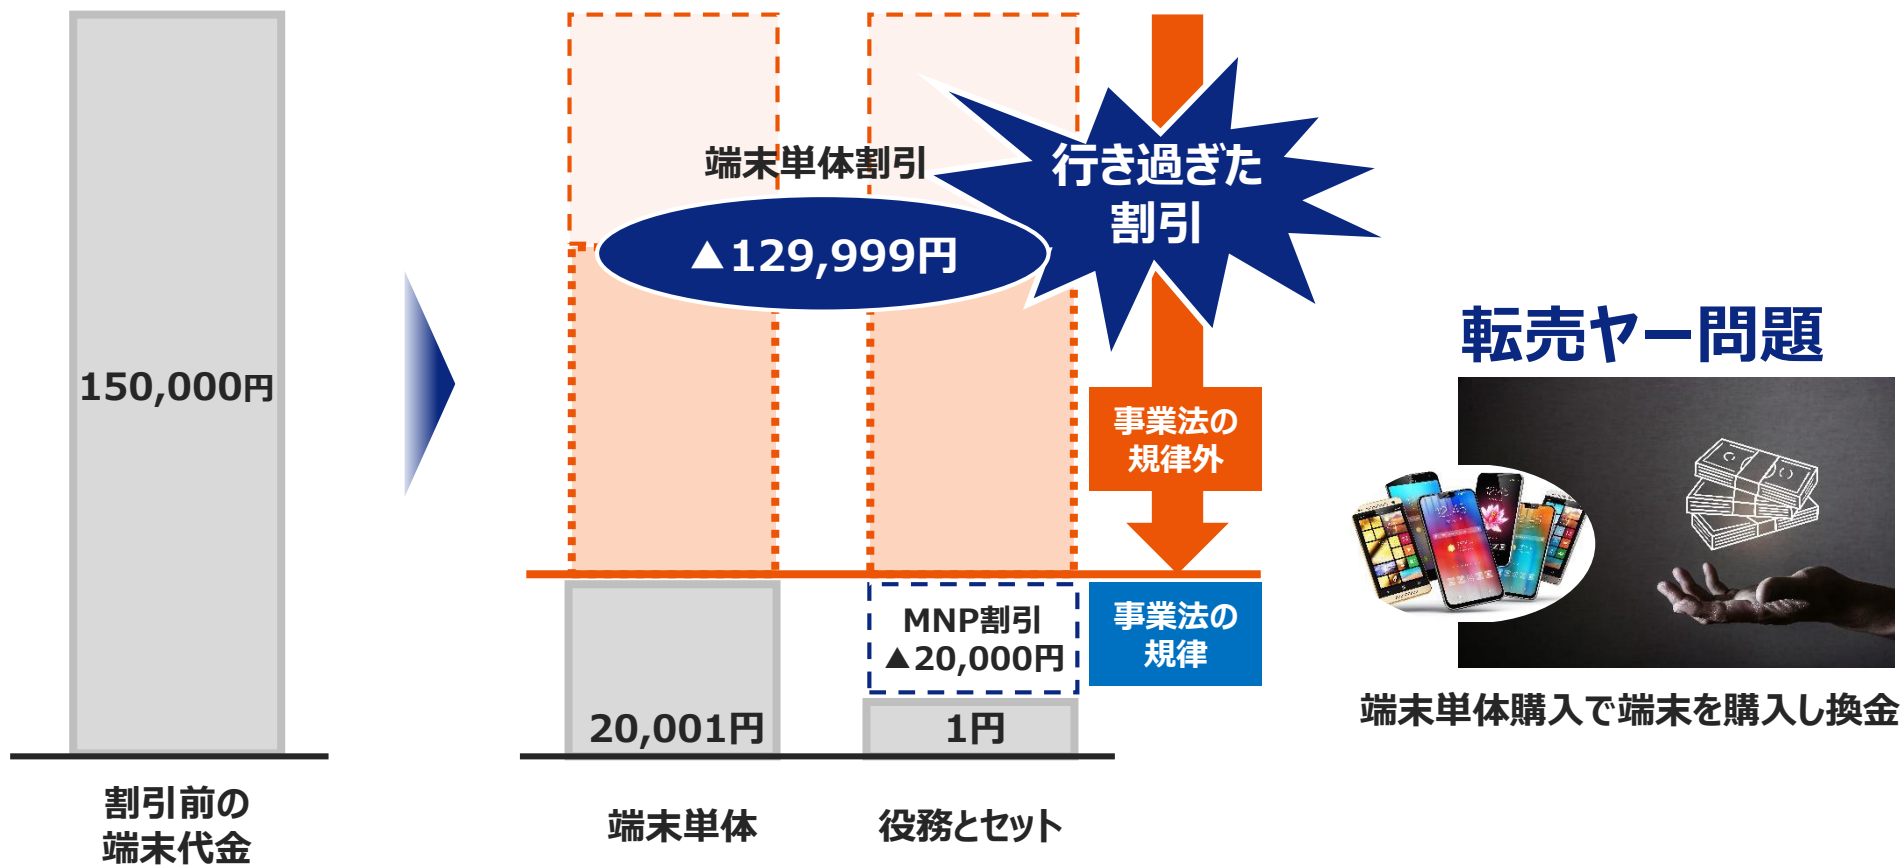 150,000円
割引前の
端末代金
端末単体割引
▲129,999円
行き過ぎた
割引
事業法の
規律外
事業法の
規律
MNP割引
▲20,000円
20,001円
1円
端末単体
役務とセット
転売ヤー問題
端末単体購入で端末を購入し換金